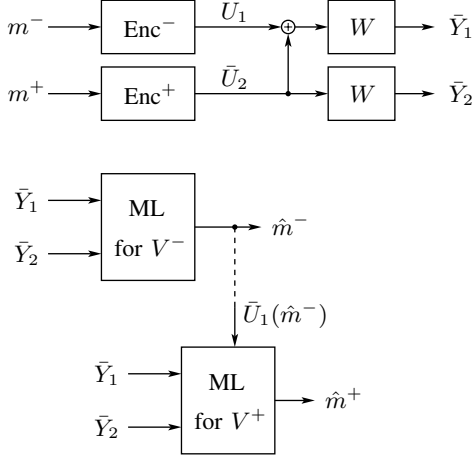 m⁻ Enc⁻ U₁ + W Ȳ₁
m⁺ Enc⁺ Ū₂ W Ȳ₂
Ȳ₁ ML
Ȳ₂ for V⁻ m̂⁻
Ū₁(m̂⁻)
Ȳ₁ ML
Ȳ₂ for V⁺ m̂⁺